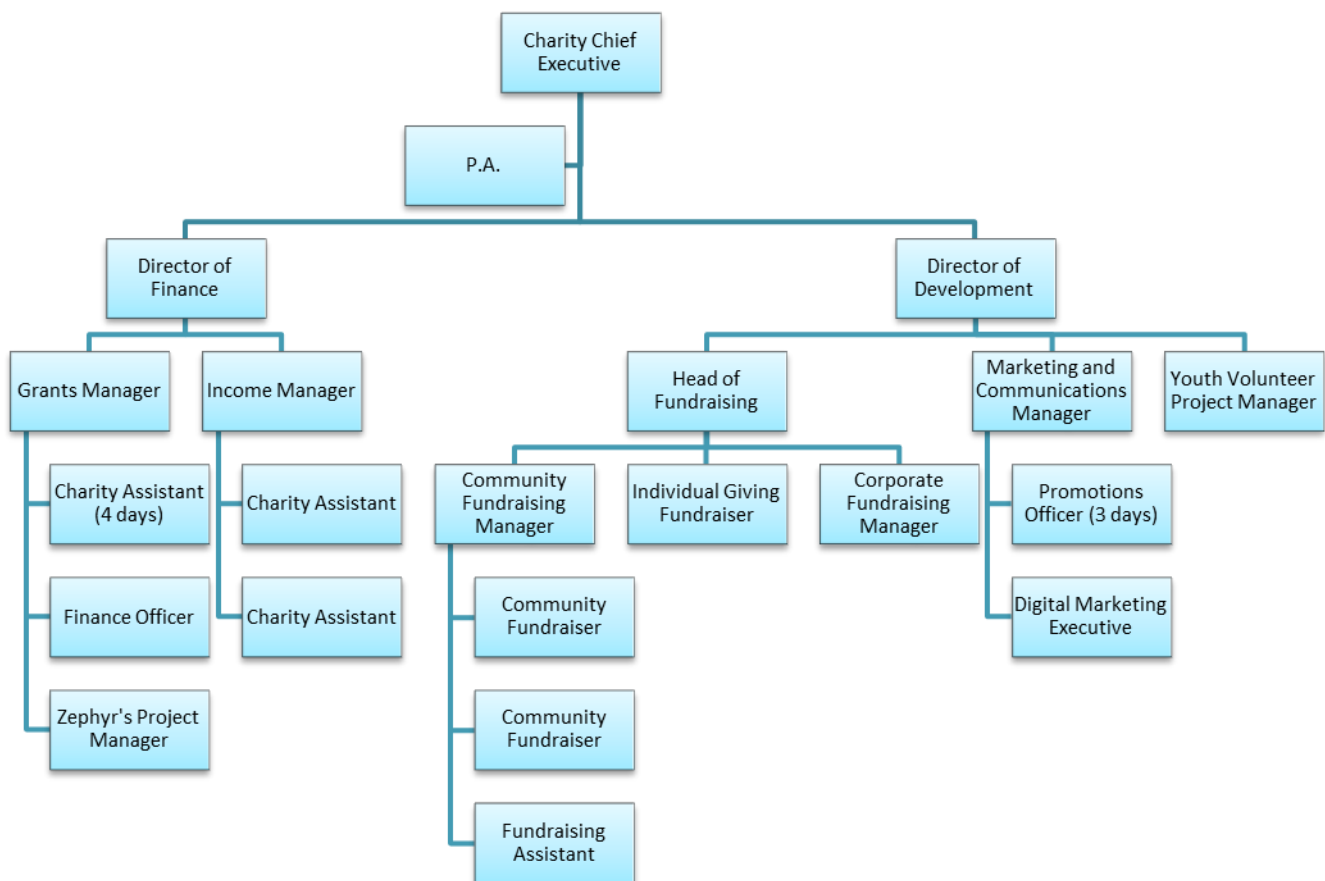 Charity Chief
Executive
P.A.
Director of
Finance
Director of
Development
Grants Manager
Income Manager
Head of
Fundraising
Marketing and
Communications
Manager
Youth Volunteer
Project Manager
Charity Assistant
(4 days)
Charity Assistant
Community
Fundraising
Manager
Individual Giving
Fundraiser
Corporate
Fundraising
Manager
Promotions
Officer (3 days)
Finance Officer
Charity Assistant
Community
Fundraiser
Digital Marketing
Executive
Zephyr's Project
Manager
Community
Fundraiser
Fundraising
Assistant